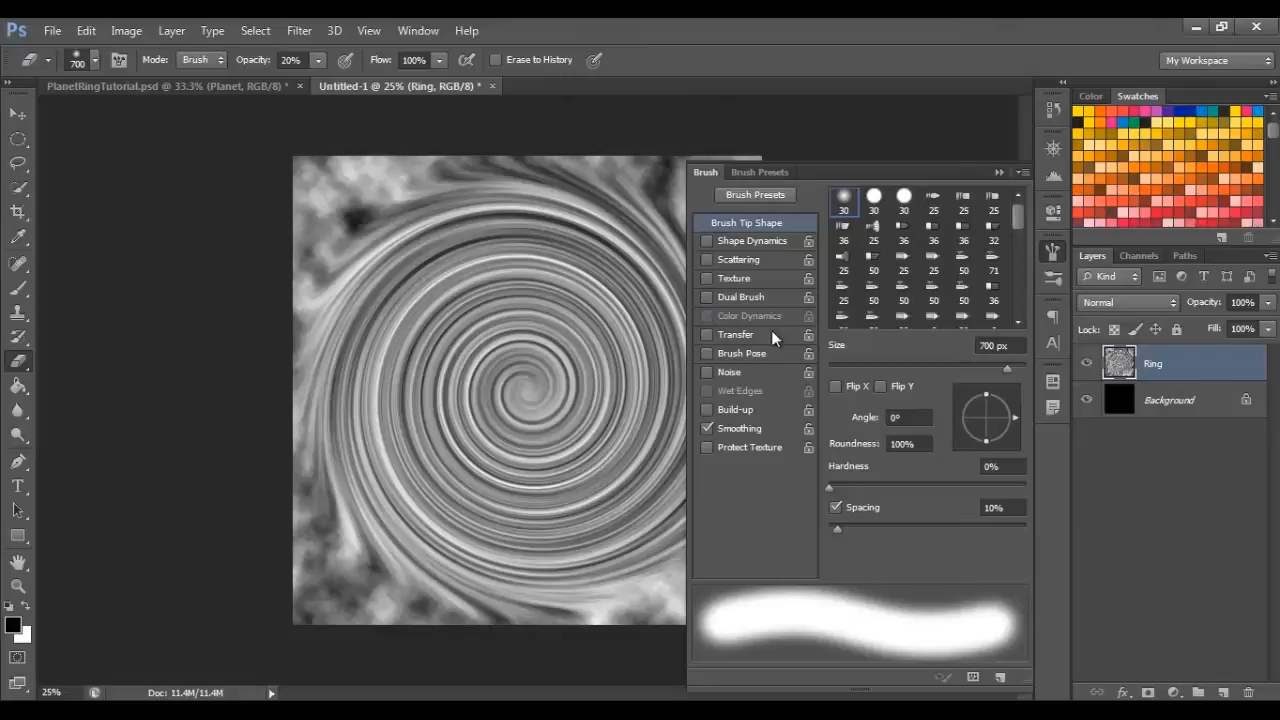 Ps File Edit Image Layer Type Select Filter 3D View Window Help
700 Mode: Brush Opacity: 20% Flow: 100% Erase to History My Workspace
PlanetRingTutorial.psd @ 33.3% (Planet, RGB/8) * × Untitled-1 @ 25% (Ring, RGB/8) * ×
Color Swatches
Brush Brush Presets
Brush Presets
30 30 30 25 25 25
Brush Tip Shape
Shape Dynamics
36 25 36 36 36 32
Scattering
Layers Channels Paths
25 50 25 25 25 71
Texture
Kind
Dual Brush
25 50 50 50 50 36
Normal Opacity: 100%
Color Dynamics
Lock: Fill: 100%
Transfer
Size 700 px
Brush Pose
Ring
Noise
Flip X Flip Y
Wet Edges
Background
Build-up
Angle: 0º
Smoothing
Roundness: 100%
Protect Texture
Hardness 0%
Spacing 10%
25% Doc: 11.4M/11.4M